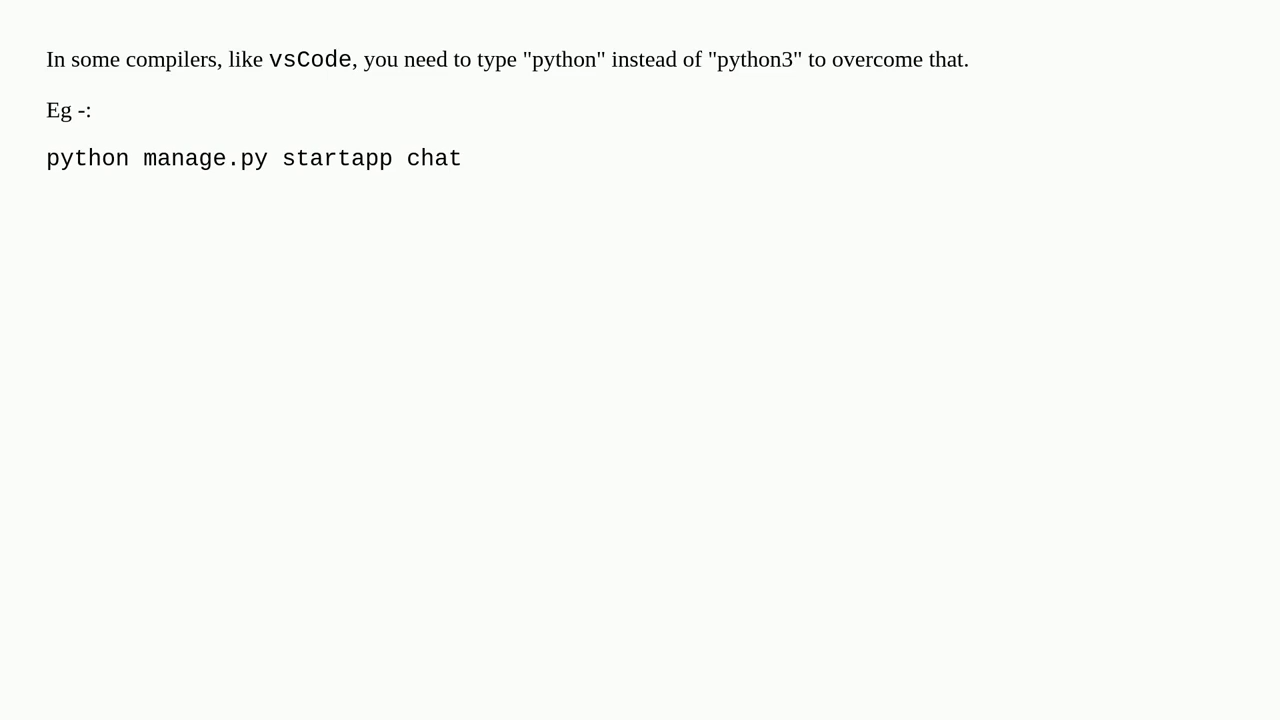 In some compilers, like vsCode, you need to type "python" instead of "python3" to overcome that.
Eg -:
python manage.py startapp chat